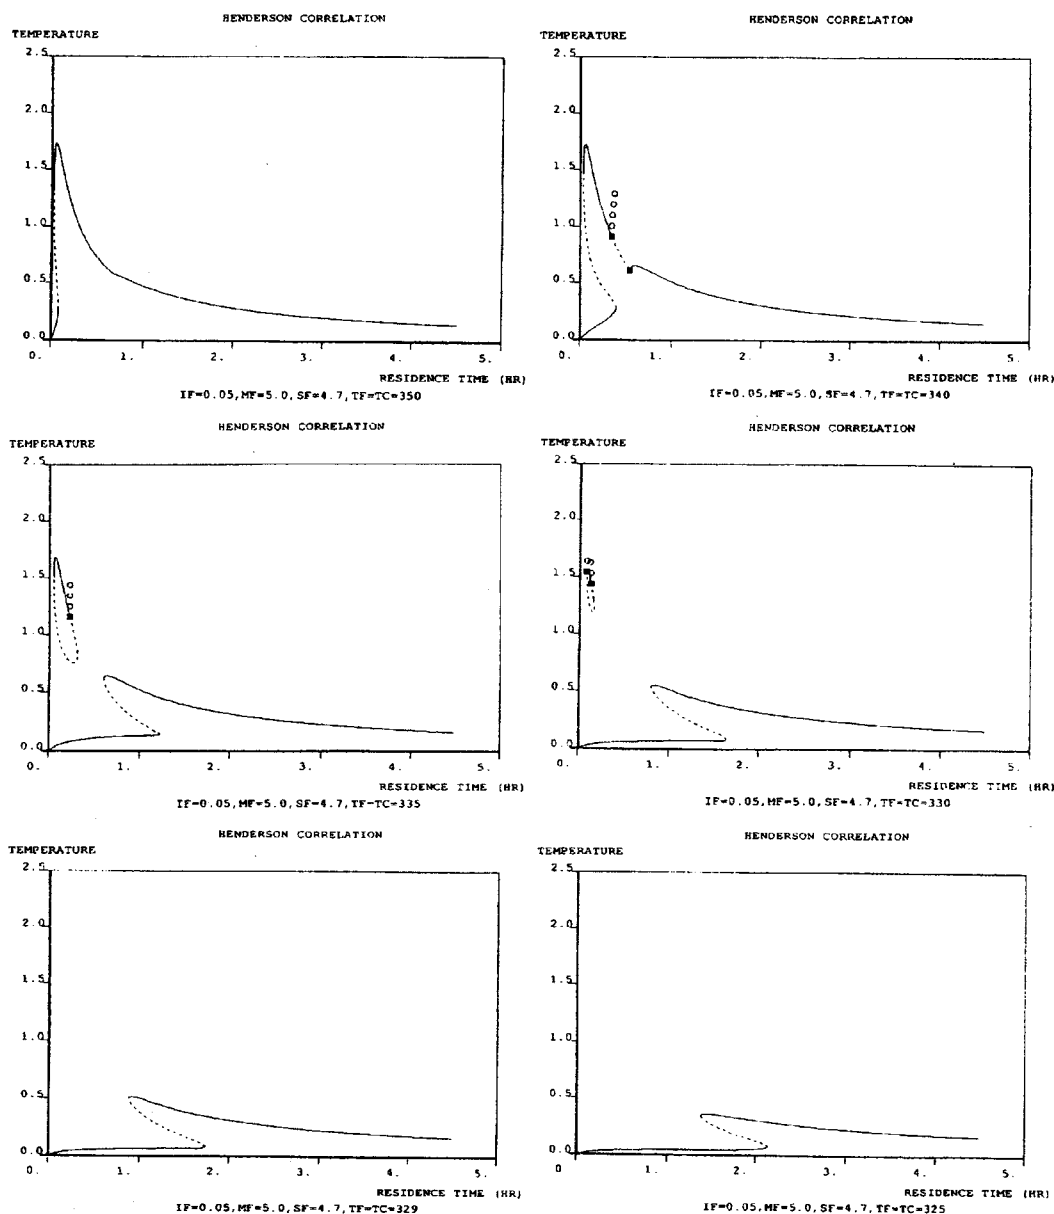 HENDERSON CORRELATION
TEMPERATURE
2.5
2.0
1.5
1.0
0.5
0.0
0. 1. 2. 3. 4. 5.
RESIDENCE TIME (HR)
IF=0.05,MF=5.0,SF=4.7,TF=TC=350
HENDERSON CORRELATION
TEMPERATURE
2.5
2.0
1.5
1.0
0.5
0.0
0. 1. 2. 3. 4. 5.
RESIDENCE TIME (HR)
IF=0.05,MF=5.0,SF=4.7,TF=TC=340
HENDERSON CORRELATION
TEMPERATURE
2.5
2.0
1.5
1.0
0.5
0.0
0. 1. 2. 3. 4. 5.
RESIDENCE TIME (HR)
IF=0.05,MF=5.0,SF=4.7,TF=TC=335
HENDERSON CORRELATION
TEMPERATURE
2.5
2.0
1.5
1.0
0.5
0.0
0 1. 2. 3. 4. 5.
RESIDENCE TIME (HR)
IF=0.05,MF=5.0,SF=4.7,TF=TC=330
HENDERSON CORRELATION
TEMPERATURE
2.5
2.0
1.5
1.0
0.5
0.0
0. 1. 2. 3. 4. 5.
RESIDENCE TIME (HR)
IF=0.05,MF=5.0,SF=4.7,TF=TC=329
HENDERSON CORRELATION
TEMPERATURE
2.5
2.0
1.5
1.0
0.5
0.0
0 1. 2. 3. 4. 5.
RESIDENCE TIME (HR)
IF=0.05,MF=5.0,SF=4.7,TF=TC=325